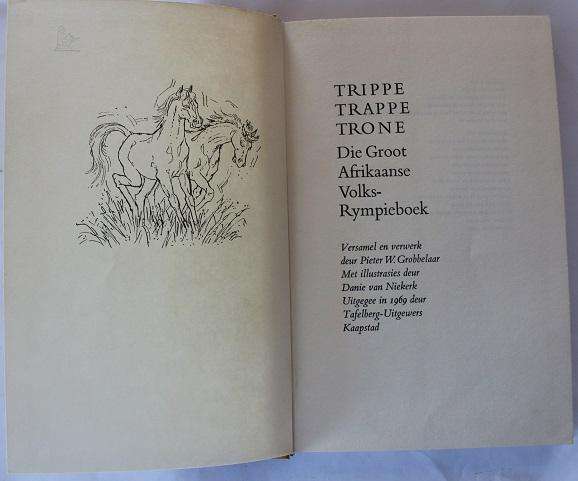 TRIPPE
TRAPPE
TRONE
Die Groot
Afrikaanse
Volks-
Rympieboek
Versamel en verwerk
deur Pieter W. Grobbelaar
Met illustrasies deur
Danie van Niekerk
Uitgegee in 1969 deur
Tafelberg-Uitgewers
Kaapstad